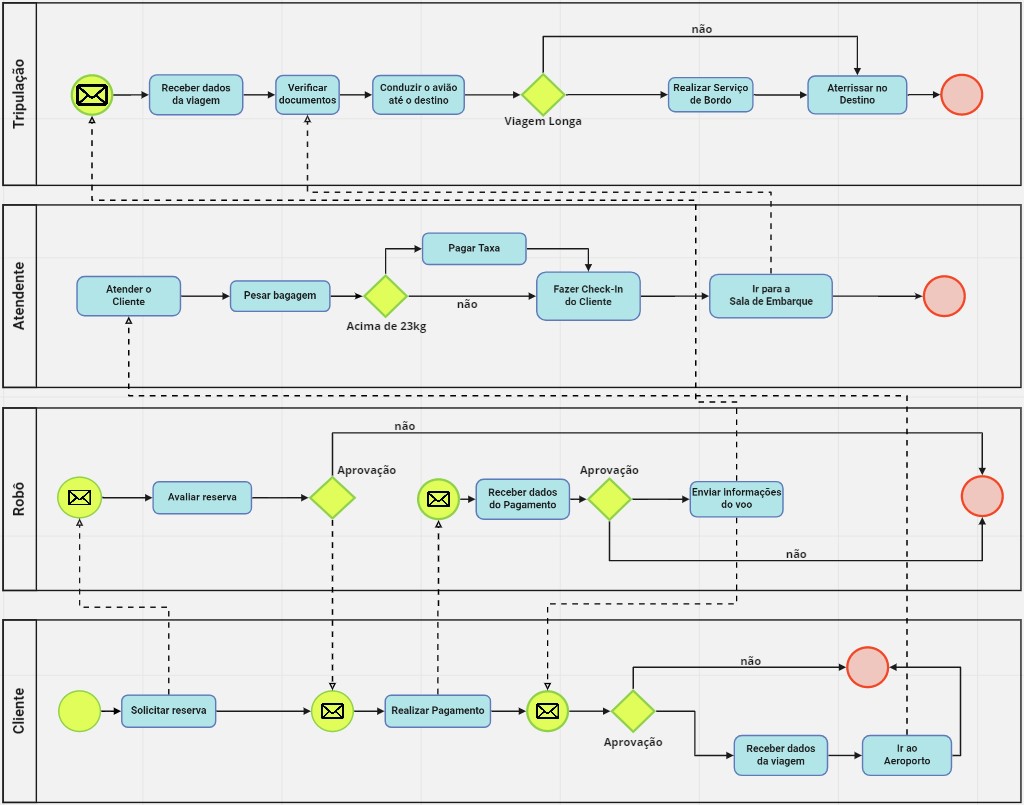 Tripulação
não
Receber dados
da viagem
Verificar
documentos
Conduzir o avião
até o destino
Viagem Longa
Realizar Serviço
de Bordo
Aterrissar no
Destino
Atendente
Pagar Taxa
Atender o
Cliente
Pesar bagagem
não
Acima de 23kg
Fazer Check-In
do Cliente
Ir para a
Sala de Embarque
Robô
não
Aprovação
Aprovação
Avaliar reserva
Receber dados
do Pagamento
Enviar informações
do voo
não
Cliente
não
Solicitar reserva
Realizar Pagamento
Aprovação
Receber dados
da viagem
Ir ao
Aeroporto